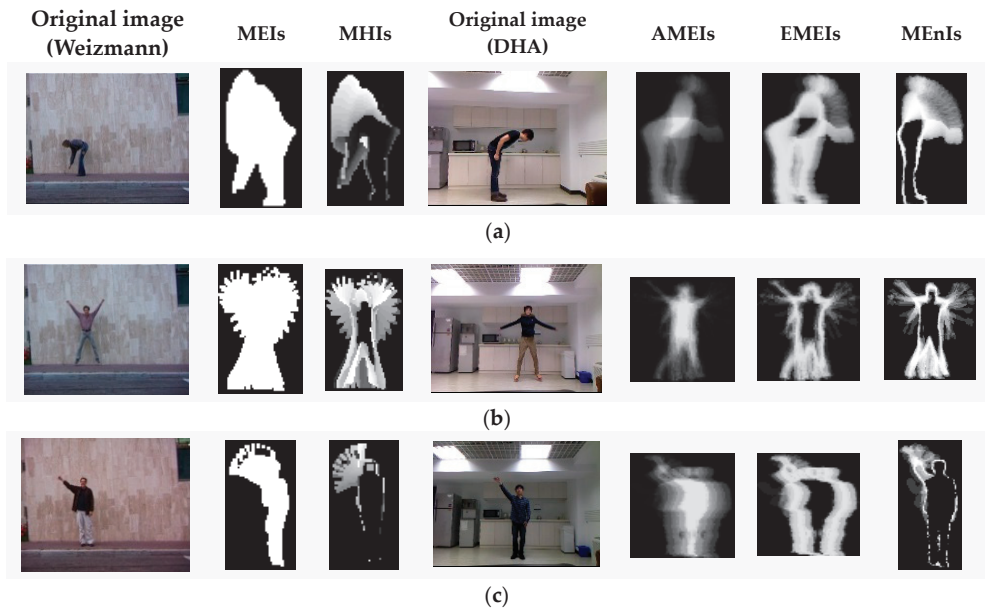 Original image
(Weizmann)
MEIs
MHIs
Original image
(DHA)
AMEIs
EMEIs
MEnIs
(a)
(b)
(c)